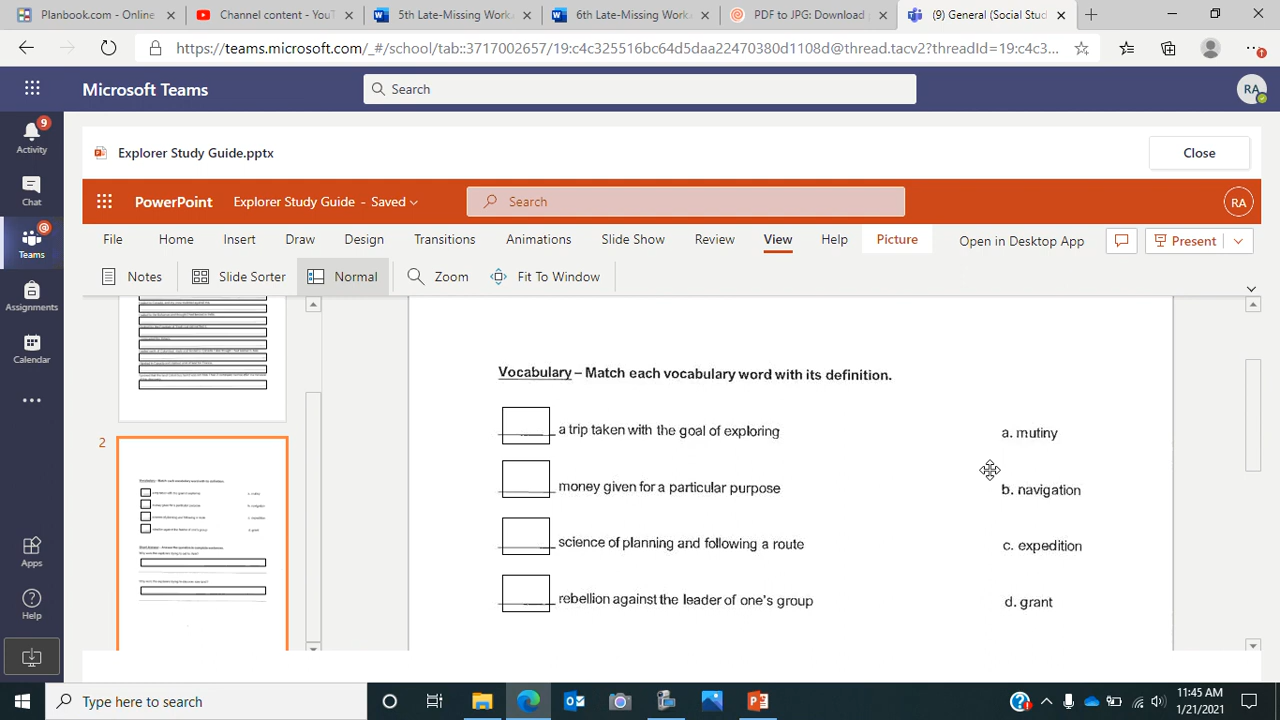 Planbook.com - Online
Channel content - YouT
5th Late-Missing Work
6th Late-Missing Work
PDF to JPG: Download
(9) General (Social Stud
https://teams.microsoft.com/_#/school/tab::3717002657/19:c4c325516bc64d5daa22470380d1108d@thread.tacv2?threadId=19:c4c3...
Microsoft Teams
Search
RA
9
Activity
Explorer Study Guide.pptx
Close
Chat
PowerPoint
Explorer Study Guide - Saved
Search
RA
@
Teams
File Home Insert Draw Design Transitions Animations Slide Show Review View Help Picture Open in Desktop App Present
Notes Slide Sorter Normal Zoom Fit To Window
Assignments
Calendar
Apps
Help
2
Vocabulary – Match each vocabulary word with its definition.
a trip taken with the goal of exploring
a. mutiny
money given for a particular purpose
b. navigation
science of planning and following a route
c. expedition
rebellion against the leader of one's group
d. grant
Type here to search
11:45 AM
1/21/2021